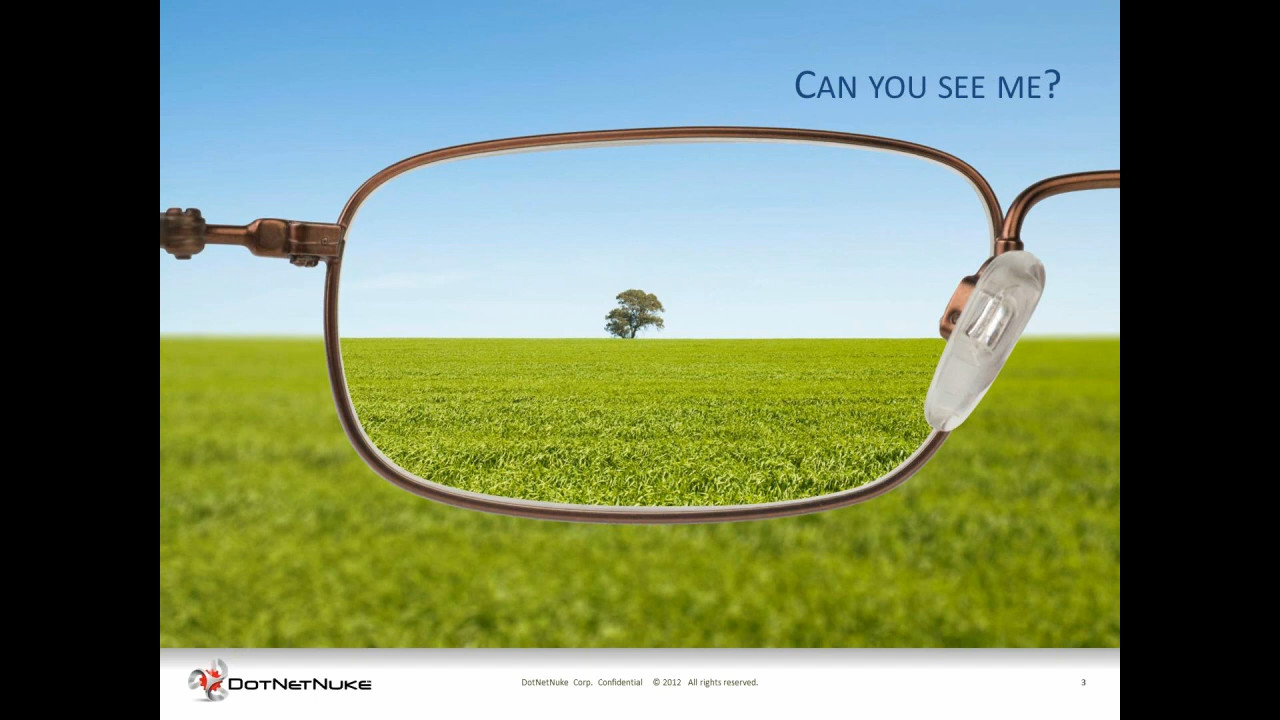 Can you see me?
DotNetNuke
DotNetNuke Corp. Confidential © 2012 All rights reserved.
3